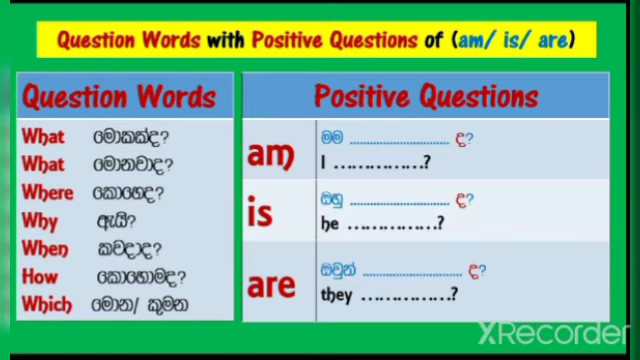 Question Words with Positive Questions of (am/ is/ are)
Question Words
What මොකක්ද?
What මොනවාද?
Where කොහෙද?
Why ඇයි?
When කවදාද?
How කොහොමද?
Which මොන/ කුමන
Positive Questions
am
මම ............................ ද?
I ……………?
is
ඔහු ............................ ද?
he ……………?
are
ඔවුන් ............................ ද?
they ……………?
XRecorder